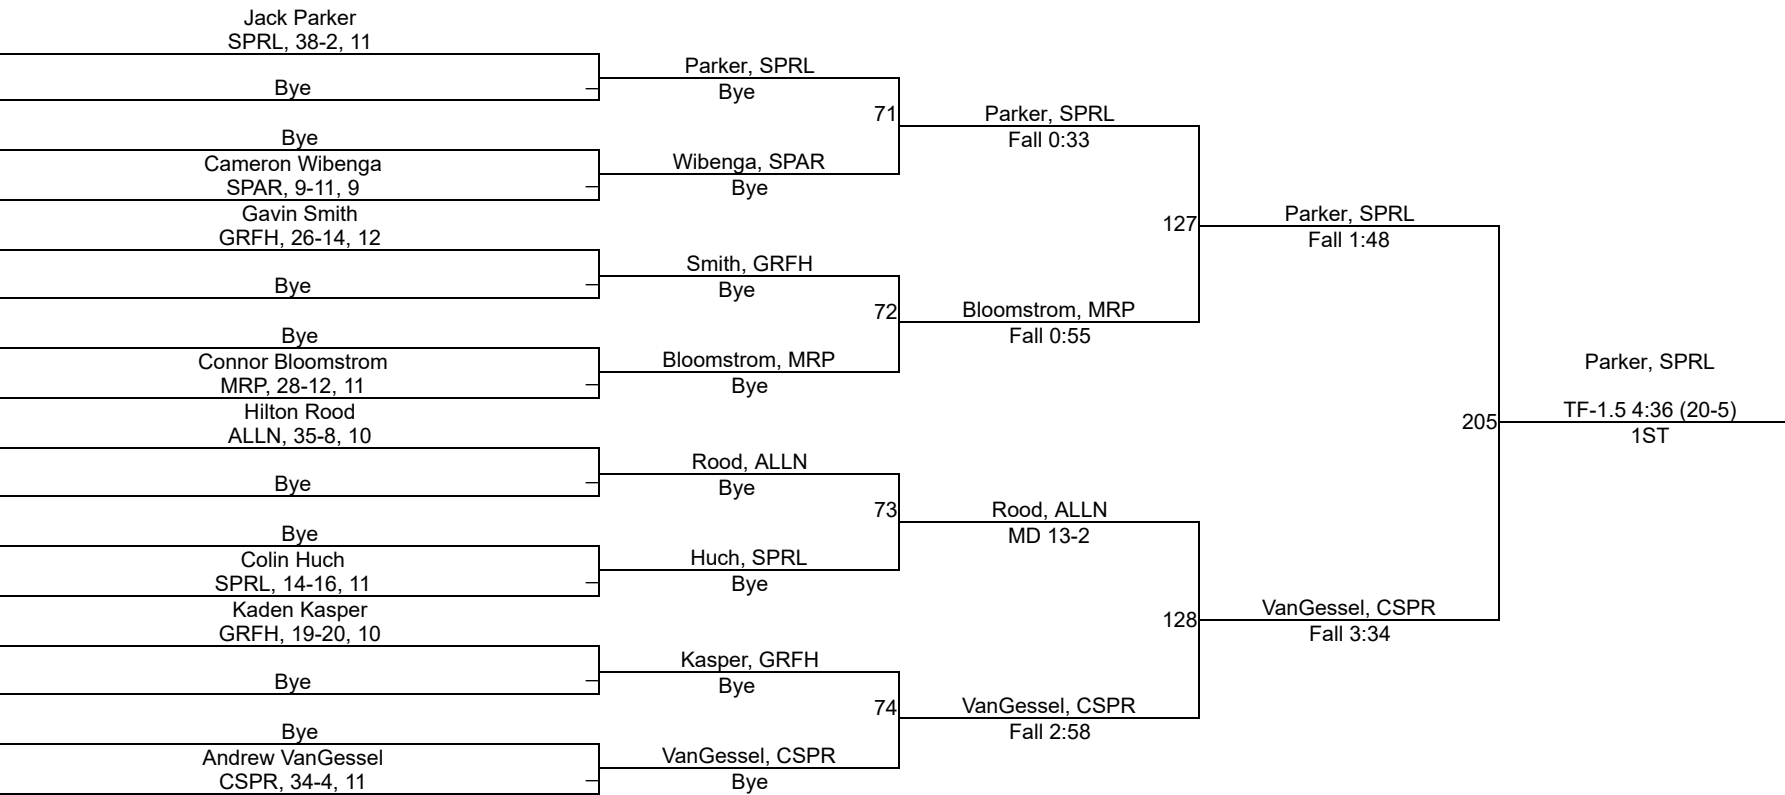 Jack Parker
SPRL, 38-2, 11
Bye
Bye
Cameron Wibenga
SPAR, 9-11, 9
Gavin Smith
GRFH, 26-14, 12
Bye
Bye
Connor Bloomstrom
MRP, 28-12, 11
Hilton Rood
ALLN, 35-8, 10
Bye
Bye
Colin Huch
SPRL, 14-16, 11
Kaden Kasper
GRFH, 19-20, 10
Bye
Bye
Andrew VanGessel
CSPR, 34-4, 11
Parker, SPRL
Bye
71
Wibenga, SPAR
Bye
Smith, GRFH
Bye
72
Bloomstrom, MRP
Bye
Rood, ALLN
Bye
73
Huch, SPRL
Bye
Kasper, GRFH
Bye
74
VanGessel, CSPR
Bye
Parker, SPRL
Fall 0:33
127
Bloomstrom, MRP
Fall 0:55
Rood, ALLN
MD 13-2
128
VanGessel, CSPR
Fall 2:58
Parker, SPRL
Fall 1:48
205
VanGessel, CSPR
Fall 3:34
Parker, SPRL
TF-1.5 4:36 (20-5)
1ST